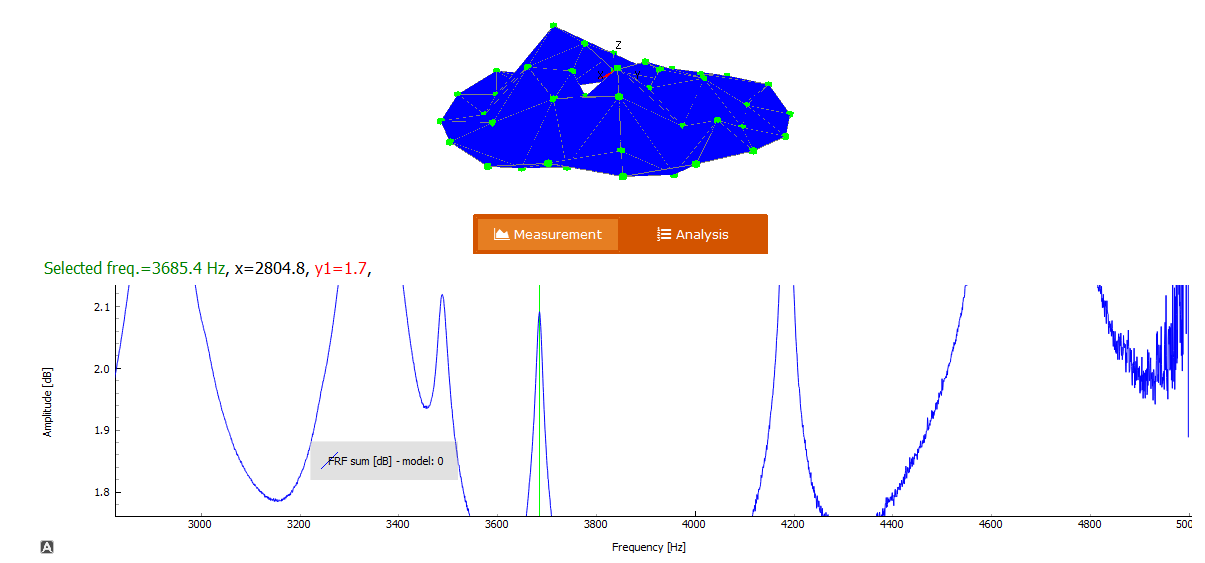 Z
Measurement
Analysis
Selected freq.=3685.4 Hz, x=2804.8, y1=1.7,
2.1
2.0
1.9
1.8
Amplitude [dB]
FRF sum [dB] - model: 0
3000 3200 3400 3600 3800 4000 4200 4400 4600 4800 500
Frequency [Hz]
A